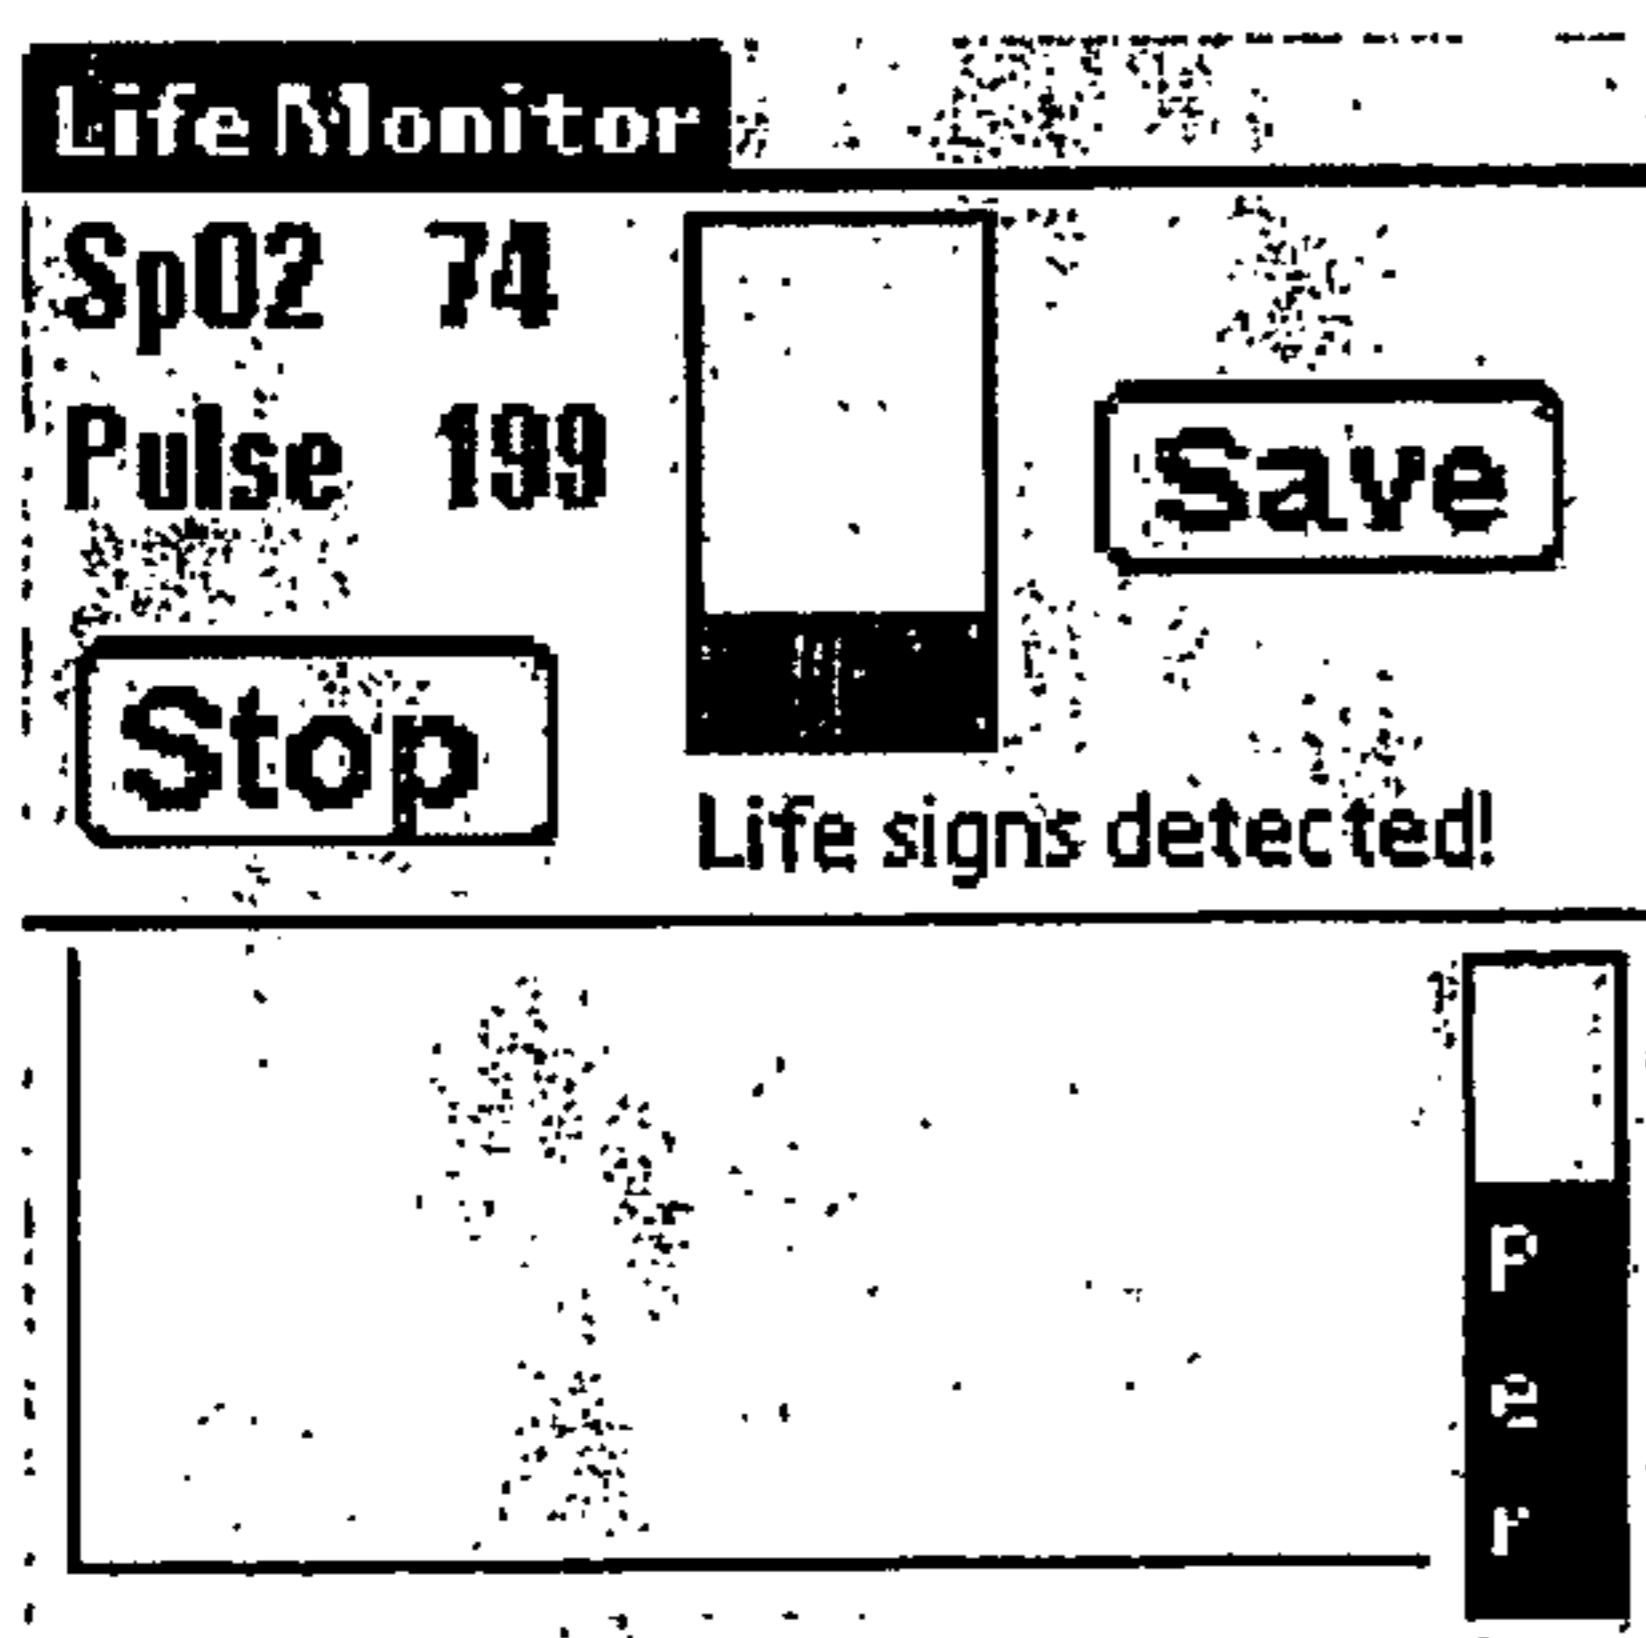 Life Monitor
SpO2 74
Pulse 199
Save
Stop
Life signs detected!
P
e
r